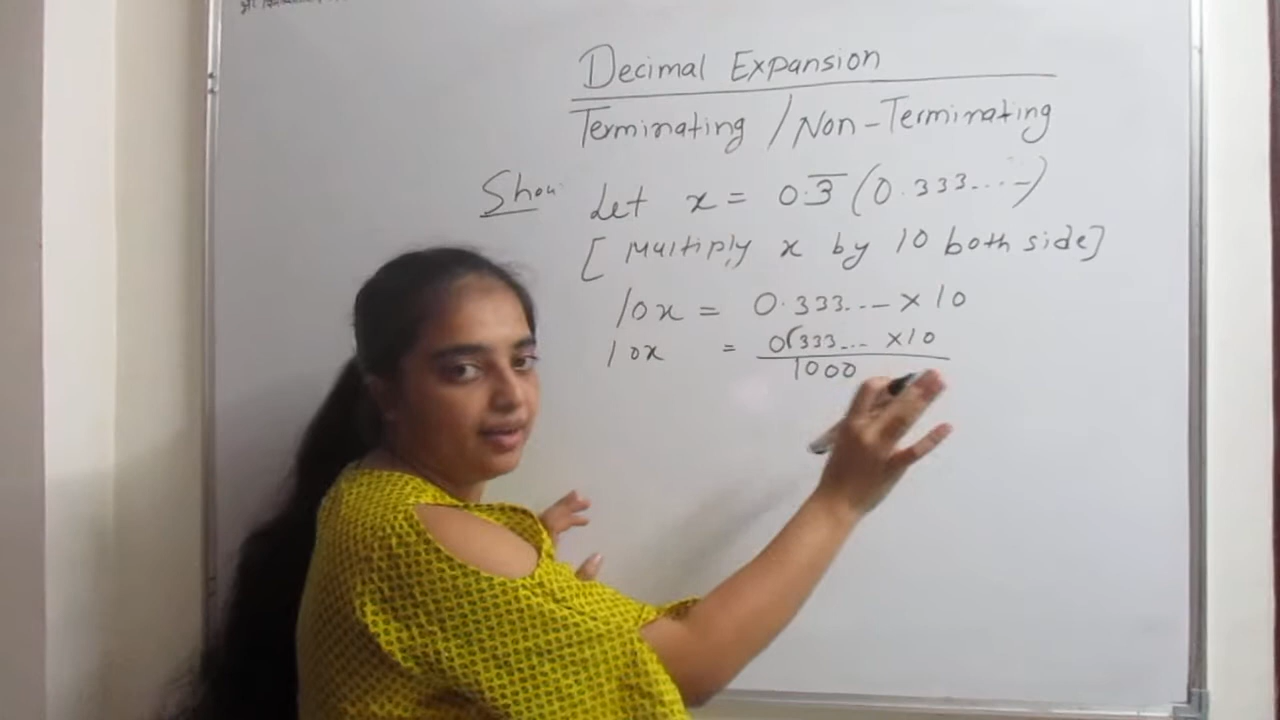 Decimal Expansion
Terminating / Non-Terminating
Show Let x = 0.3̅ (0.333...-)
[ Multiply x by 10 both side]
10x = 0.333..-- × 10
10x = 0(333-.. ×10
1000